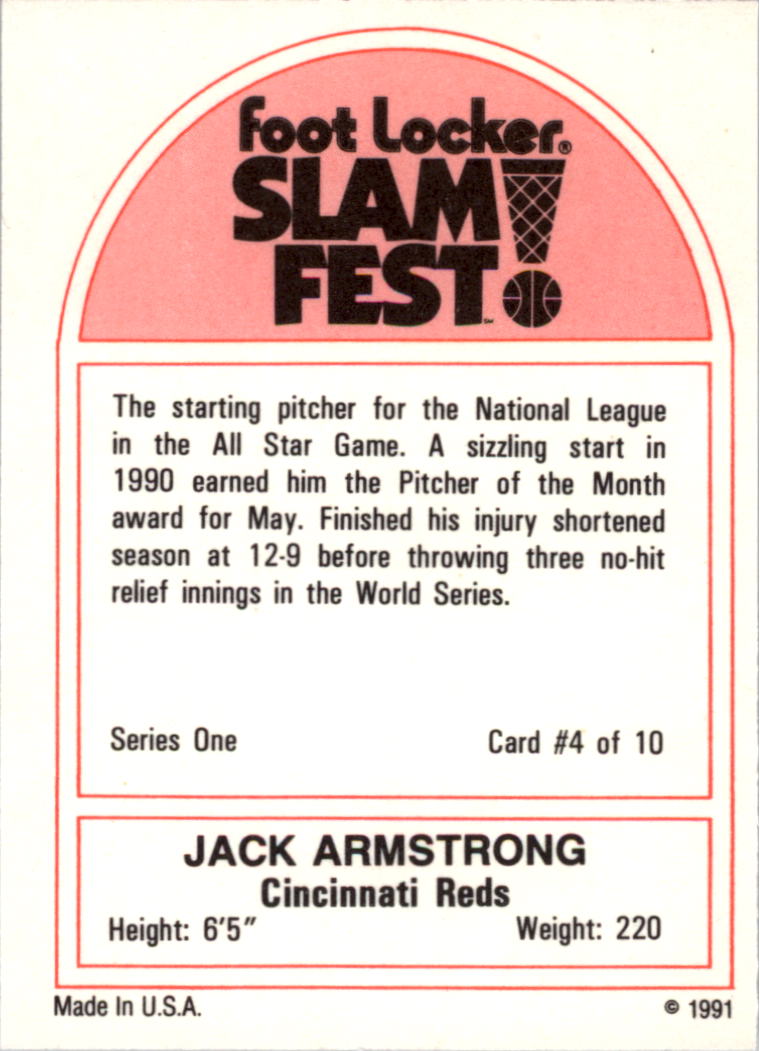 foot Locker®
SLAM
FEST℠
The starting pitcher for the National League
in the All Star Game. A sizzling start in
1990 earned him the Pitcher of the Month
award for May. Finished his injury shortened
season at 12-9 before throwing three no-hit
relief innings in the World Series.
Series One Card #4 of 10
JACK ARMSTRONG
Cincinnati Reds
Height: 6'5" Weight: 220
Made In U.S.A. © 1991